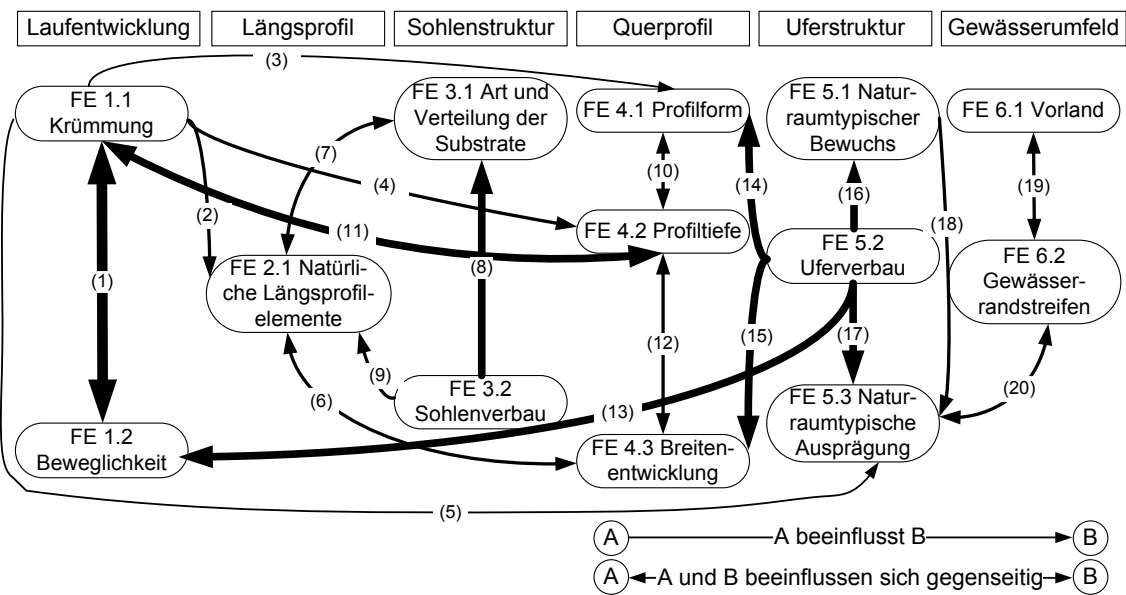 Laufentwicklung
Längsprofil
Sohlenstruktur
Querprofil
Uferstruktur
Gewässerumfeld
(3)
FE 1.1
Krümmung
FE 3.1 Art und
Verteilung der
Substrate
FE 4.1 Profilform
FE 5.1 Natur-
raumtypischer
Bewuchs
FE 6.1 Vorland
(7)
(4)
(10)
(14)
(16)
(19)
(2)
(11)
FE 4.2 Profiltiefe
(18)
(1)
FE 2.1 Natürli-
che Längsprofil-
elemente
(8)
FE 5.2
Uferverbau
FE 6.2
Gewässer-
randstreifen
(12)
(15)
(17)
(9)
(6)
FE 3.2
Sohlenverbau
(13)
FE 5.3 Natur-
raumtypische
Ausprägung
(20)
FE 1.2
Beweglichkeit
FE 4.3 Breiten-
entwicklung
(5)
A
A beeinflusst B
B
A
A und B beeinflussen sich gegenseitig
B